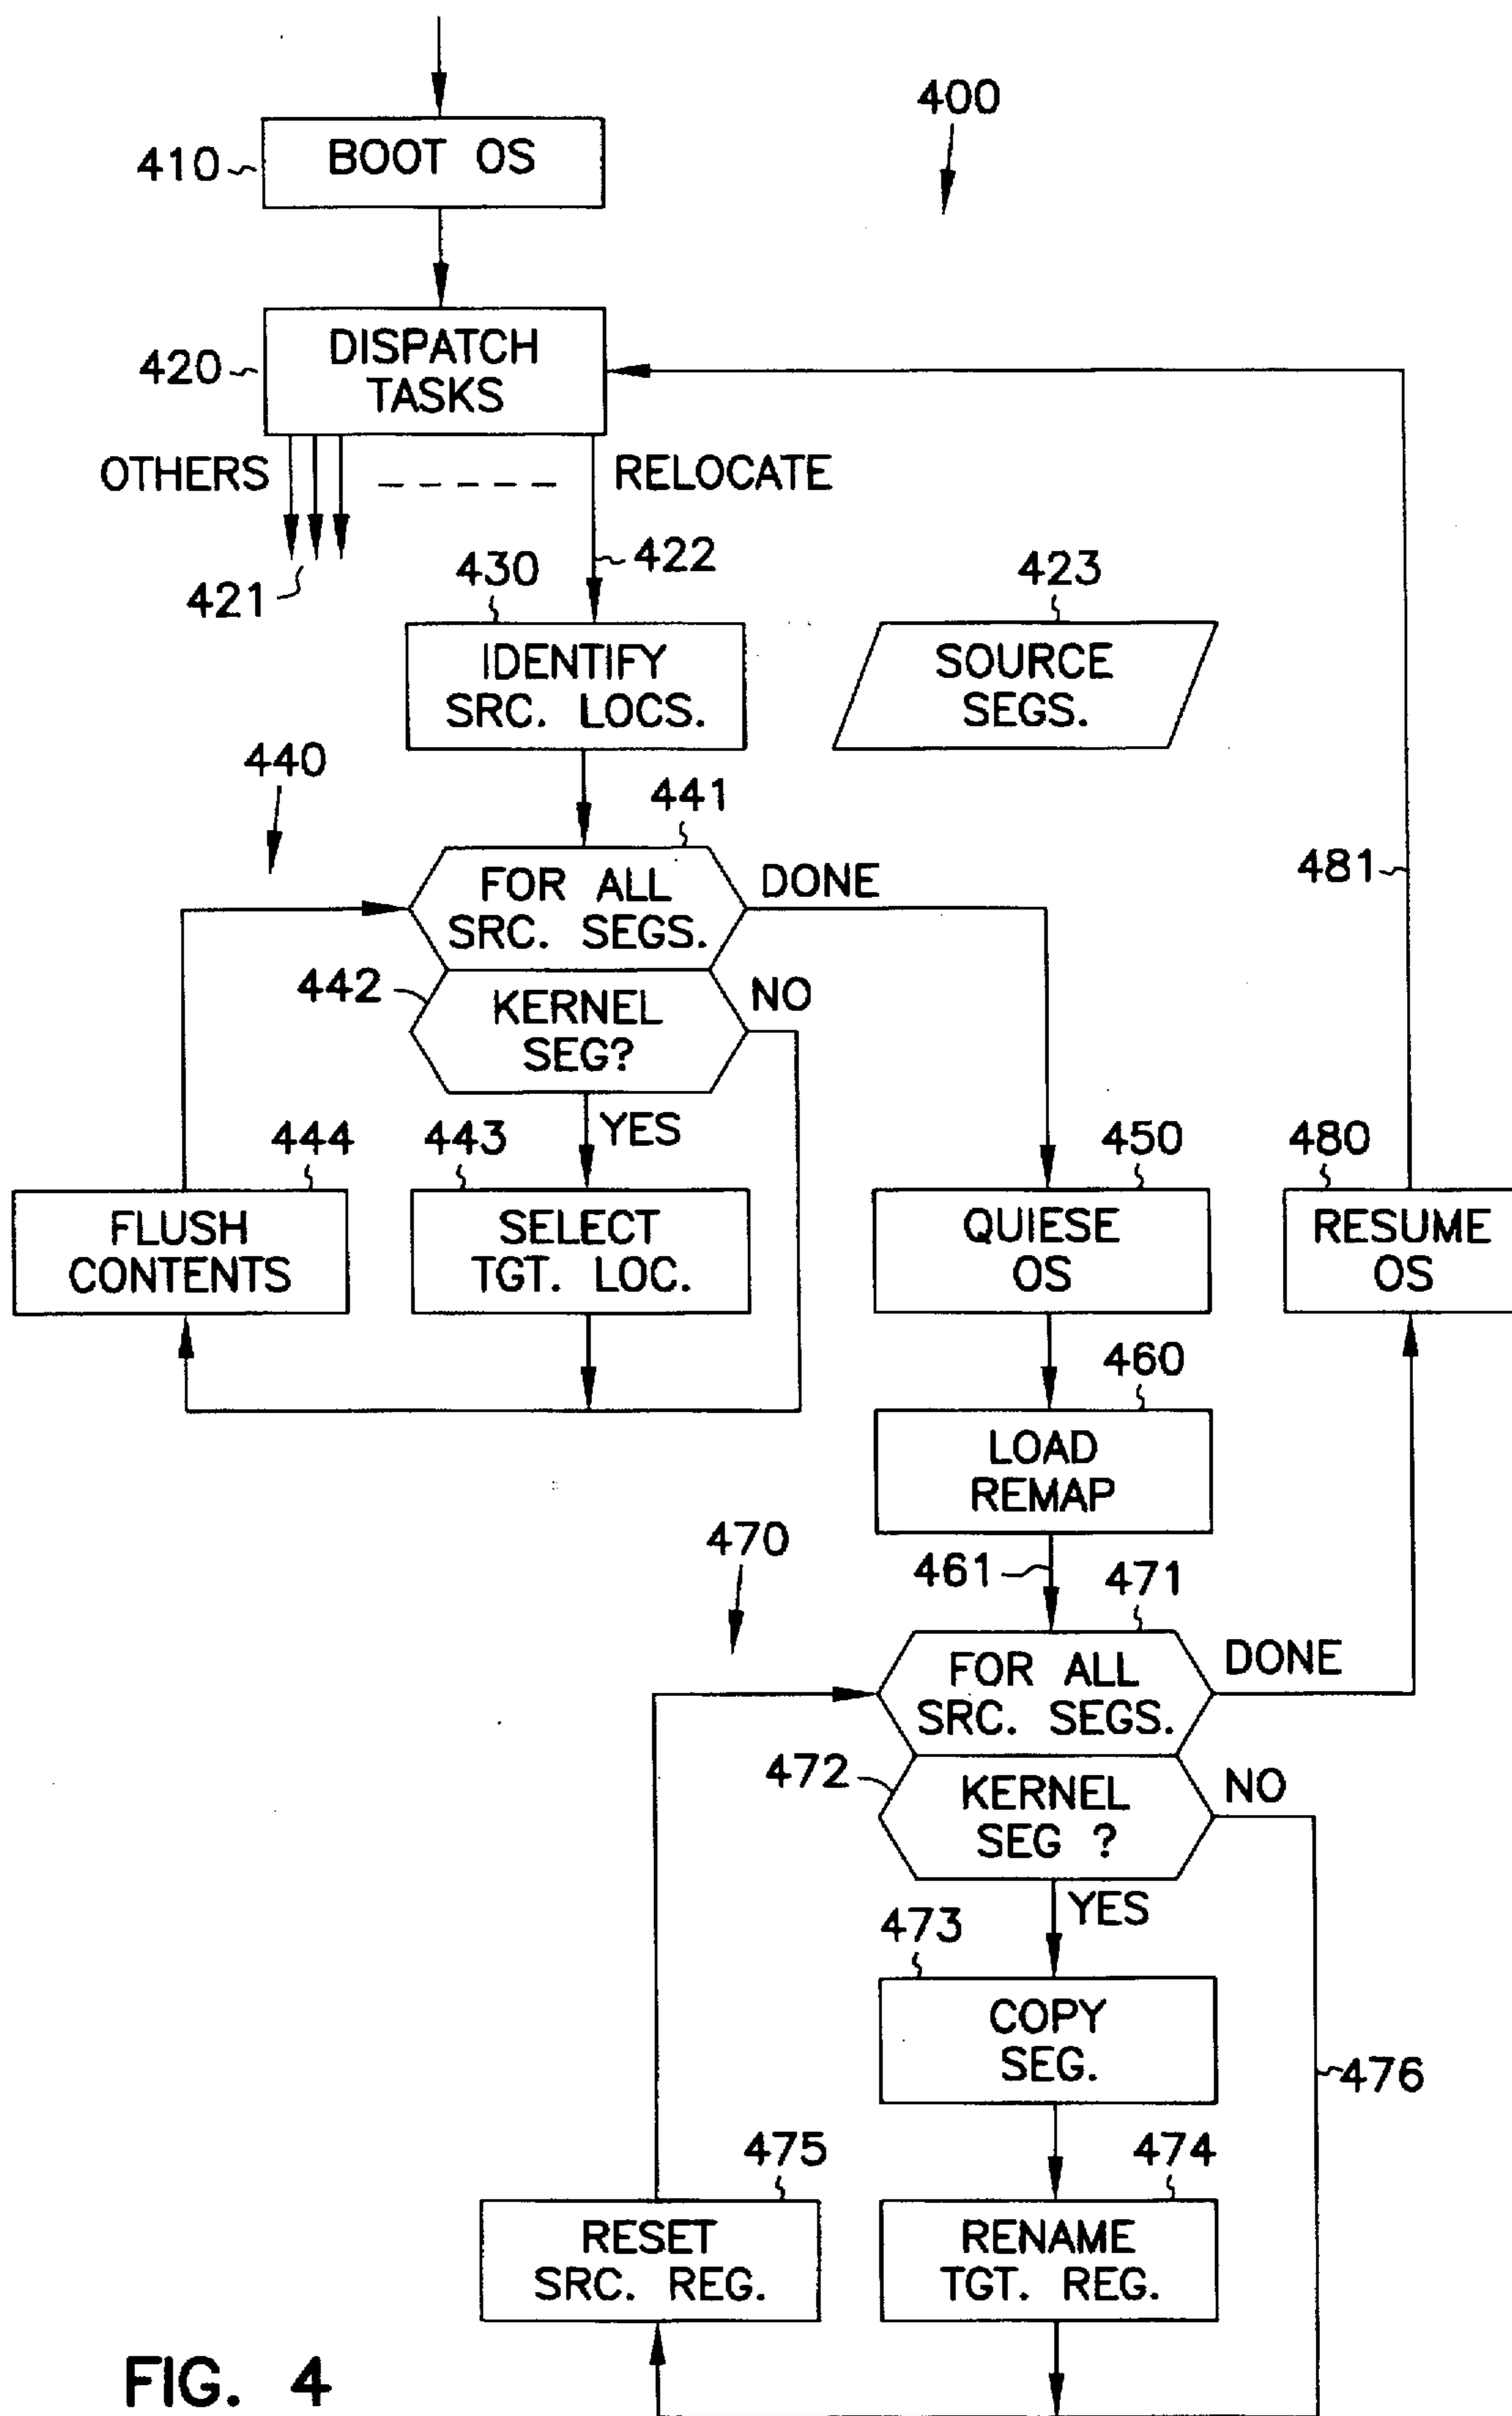 400
410
BOOT OS
420
DISPATCH
TASKS
OTHERS
RELOCATE
421
422
430
423
IDENTIFY
SRC. LOCS.
SOURCE
SEGS.
440
441
FOR ALL
SRC. SEGS.
DONE
481
442
KERNEL
SEG?
NO
YES
444
443
450
480
FLUSH
CONTENTS
SELECT
TGT. LOC.
QUIESE
OS
RESUME
OS
460
LOAD
REMAP
470
461
471
FOR ALL
SRC. SEGS.
DONE
472
KERNEL
SEG ?
NO
YES
473
COPY
SEG.
476
475
474
RESET
SRC. REG.
RENAME
TGT. REG.
FIG. 4